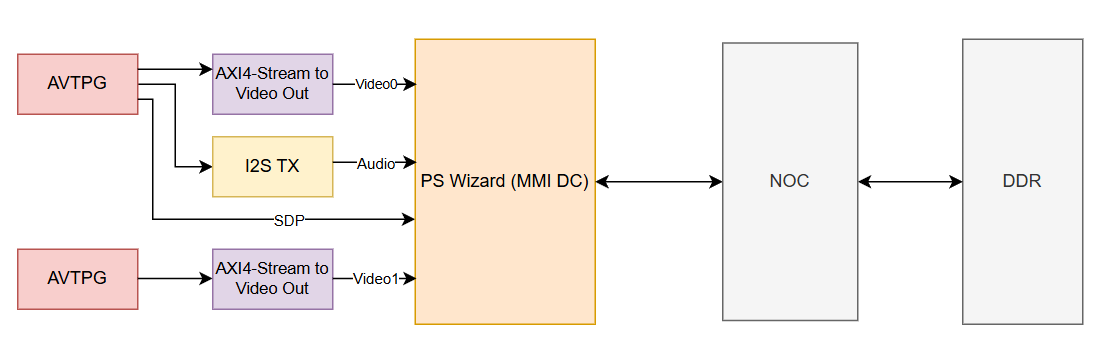 AVTPG
AXI4-Stream to
Video Out
Video0
I2S TX
Audio
SDP
AVTPG
AXI4-Stream to
Video Out
Video1
PS Wizard (MMI DC)
NOC
DDR